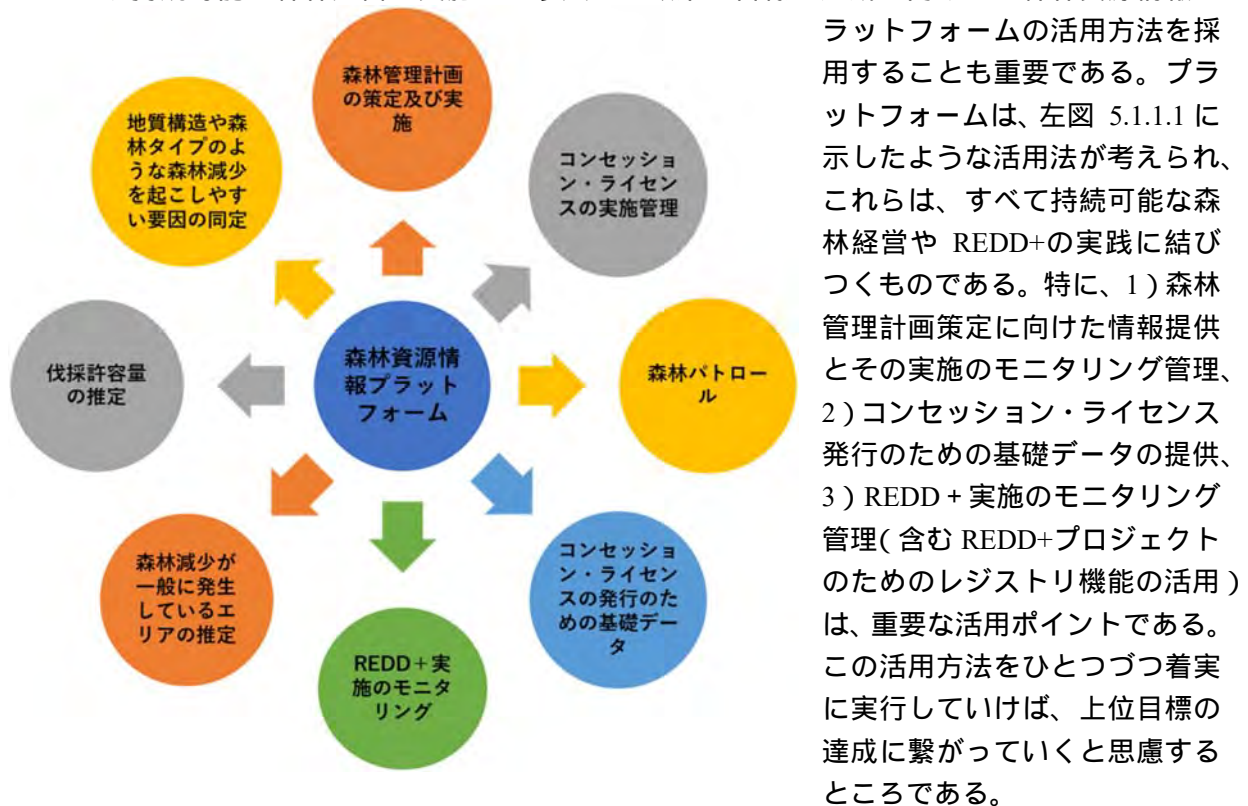 森林管理計画
の策定及び実
施
地質構造や森
林タイプのよ
うな森林減少
を起こしやす
い要因の同定
コンセッショ
ン・ライセン
スの実施管理
伐採許容量
の推定
森林資源情
報プラット
フォーム
森林パトロー
ル
森林減少が
一般に発生
しているエ
リアの推定
コンセッショ
ン・ライセン
スの発行のた
めの基礎デー
タ
REDD+実
施のモニタ
リング
ラットフォームの活用方法を採
用することも重要である。プラ
ットフォームは、左図 5.1.1.1 に
示したような活用法が考えられ、
これらは、すべて持続可能な森
林経営や REDD+の実践に結び
つくものである。特に、1)森林
管理計画策定に向けた情報提供
とその実施のモニタリング管理、
2)コンセッション・ライセンス
発行のための基礎データの提供、
3)REDD+実施のモニタリング
管理(含む REDD+プロジェクト
のためのレジストリ機能の活用)
は、重要な活用ポイントである。
この活用方法をひとつづつ着実
に実行していけば、上位目標の
達成に繋がっていくと思慮する
ところである。